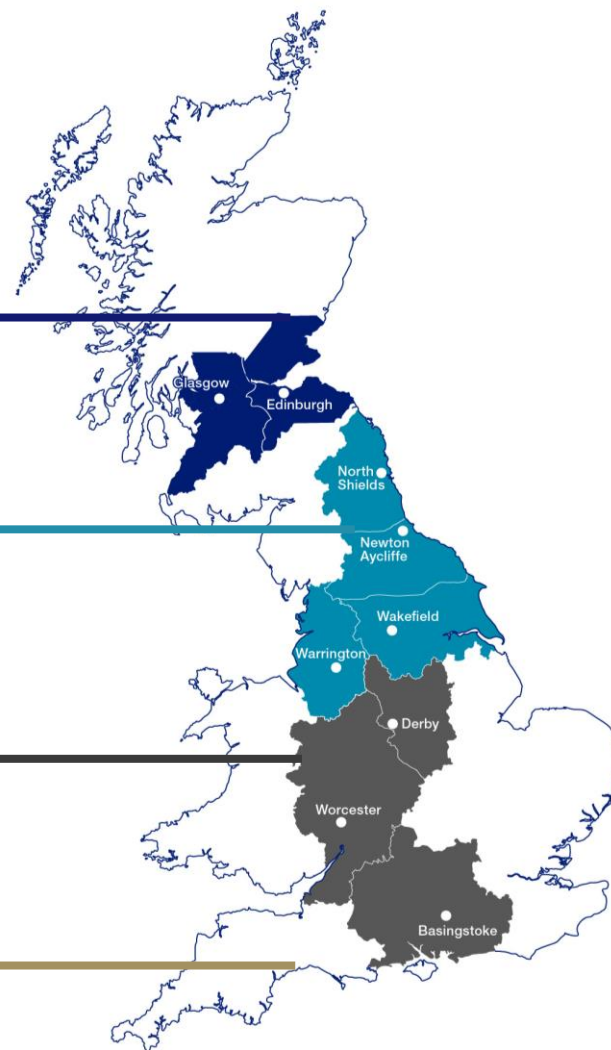 Glasgow
Edinburgh
North
Shields
Newton
Aycliffe
Wakefield
Warrington
Derby
Worcester
Basingstoke